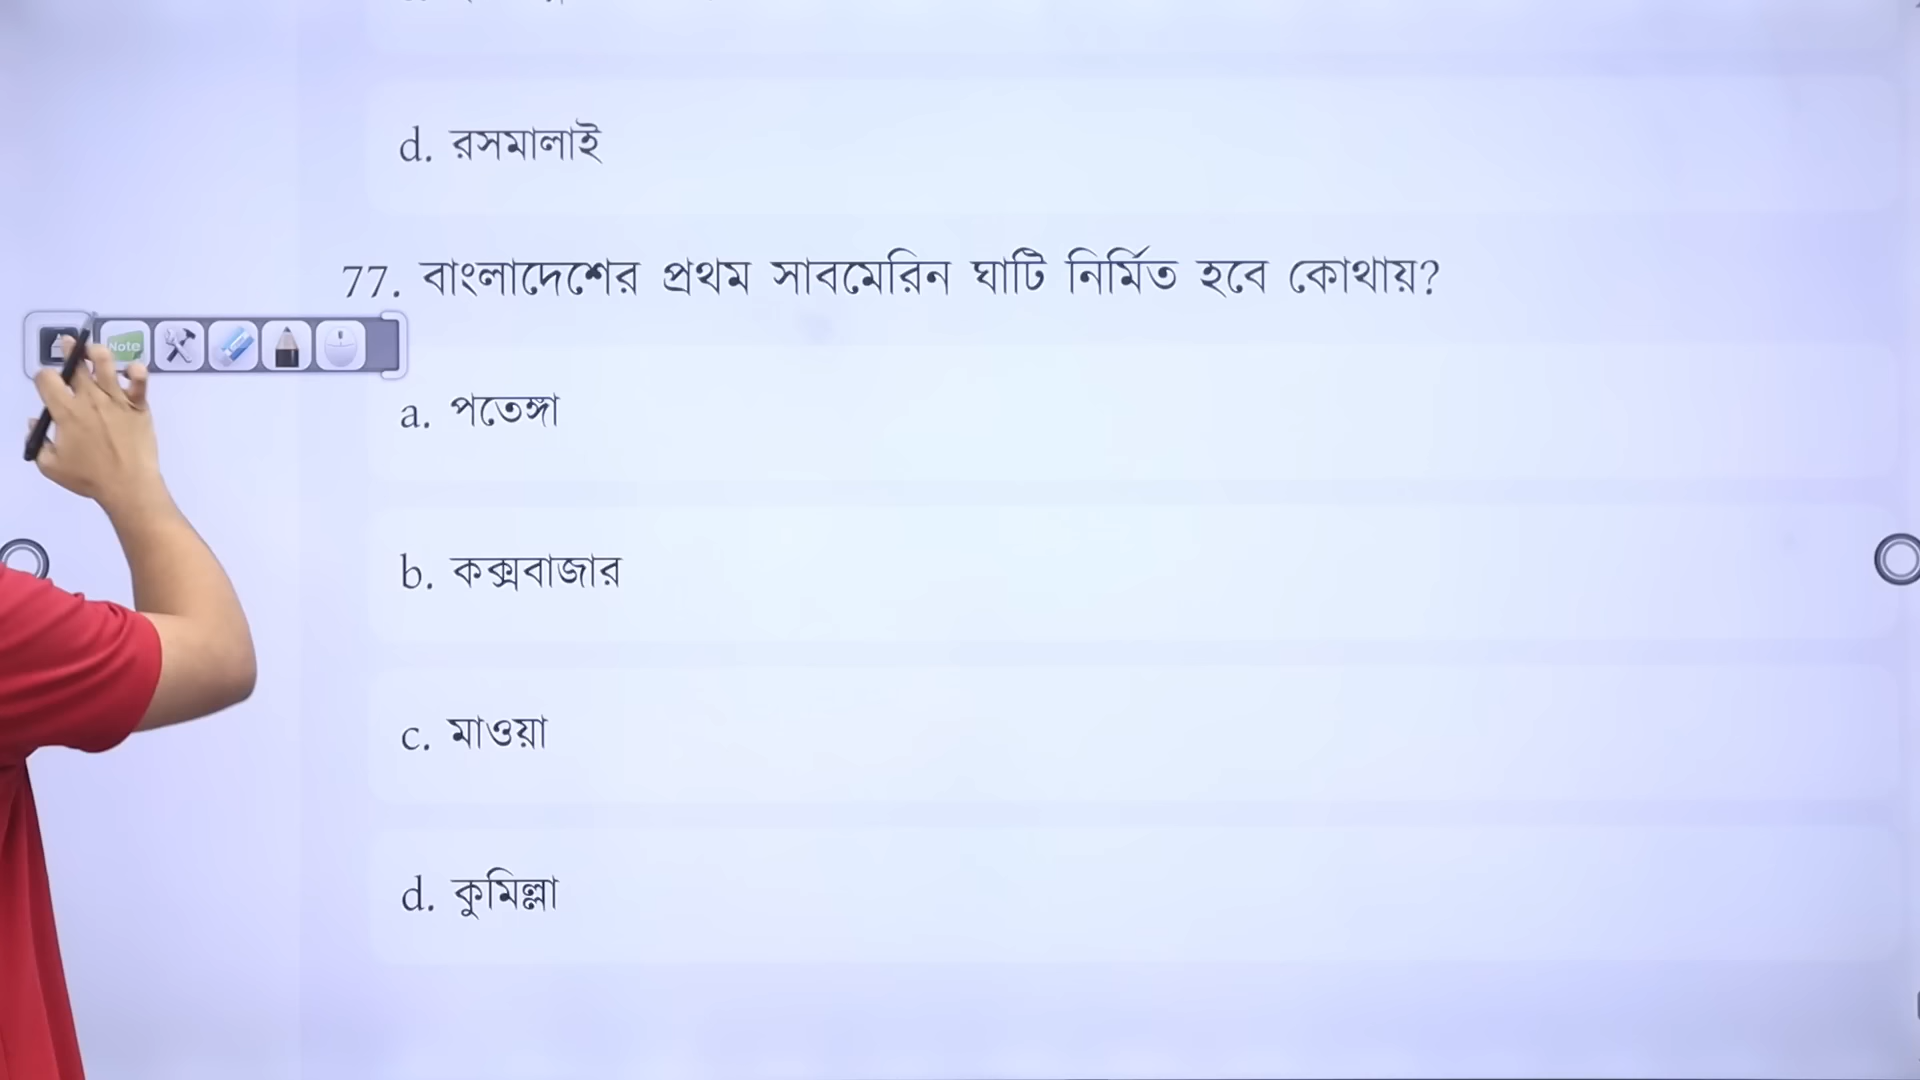 d. রসমালাই
77. বাংলাদেশের প্রথম সাবমেরিন ঘাটি নির্মিত হবে কোথায়?
Note
a. পতেঙ্গা
b. কক্সবাজার
c. মাওয়া
d. কুমিল্লা